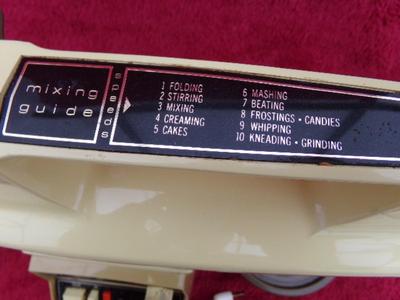 mixing
guide
speeds
1 FOLDING
2 STIRRING
3 MIXING
4 CREAMING
5 CAKES
6 MASHING
7 BEATING
8 FROSTINGS • CANDIES
9 WHIPPING
10 KNEADING • GRINDING